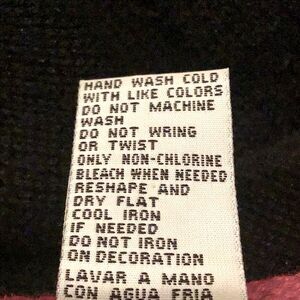 HAND WASH COLD
WITH LIKE COLORS
DO NOT MACHINE
WASH
DO NOT WRING
OR TWIST
ONLY NON-CHLORINE
BLEACH WHEN NEEDED
RESHAPE AND
DRY FLAT
COOL IRON
IF NEEDED
DO NOT IRON
ON DECORATION
LAVAR A MANO
CON AGUA FRIA